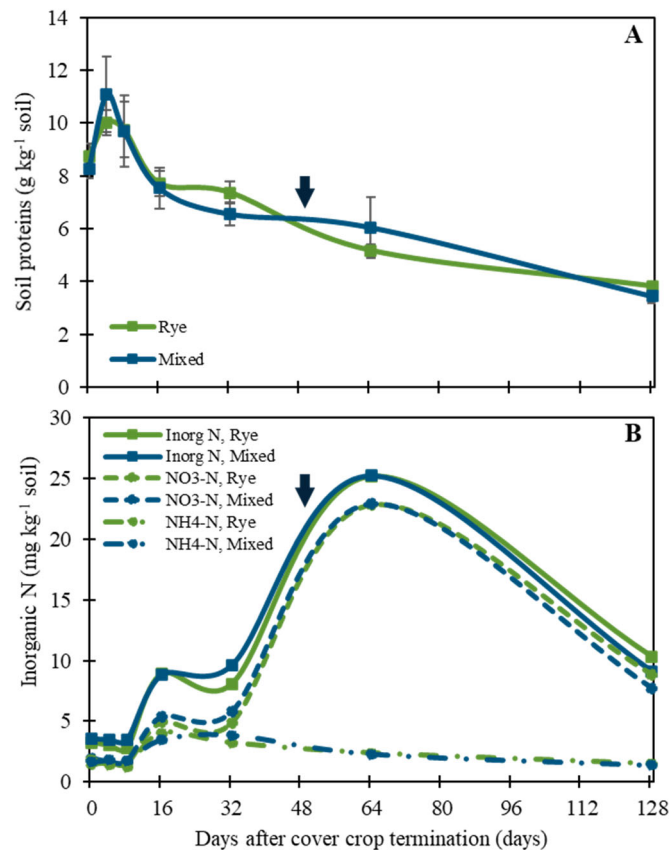 14
12
10
8
6
4
2
0
Soil proteins (g kg-1 soil)
A
Rye
Mixed
30
25
20
15
10
5
0
Inorganic N (mg kg-1 soil)
B
Inorg N, Rye
Inorg N, Mixed
NO3-N, Rye
NO3-N, Mixed
NH4-N, Rye
NH4-N, Mixed
0 16 32 48 64 80 96 112 128
Days after cover crop termination (days)